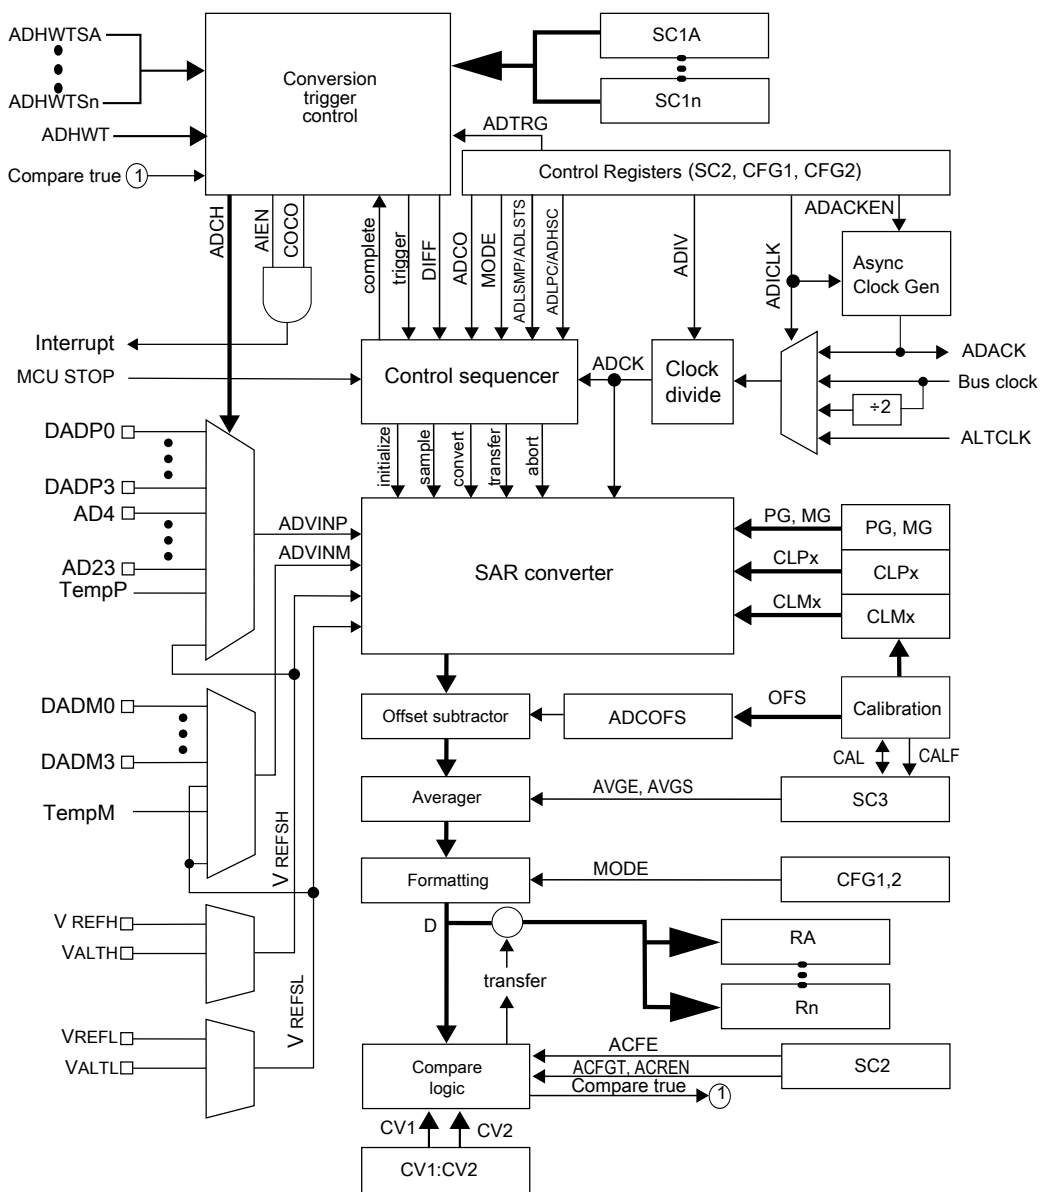 ADHWTSA
ADHWTSn
ADHWT
Compare true 1
Conversion
trigger
control
SC1A
SC1n
ADTRG
Control Registers (SC2, CFG1, CFG2)
ADCH
AIEN
COCO
complete
trigger
DIFF
ADCO
MODE
ADLSMP/ADLSTS
ADLPC/ADHSC
ADIV
ADICLK
ADACKEN
Async
Clock Gen
Interrupt
MCU STOP
Control sequencer
ADCK
Clock
divide
ADACK
Bus clock
÷2
ALTCLK
initialize
sample
convert
transfer
abort
DADP0
DADP3
AD4
AD23
TempP
ADVINP
ADVINM
SAR converter
PG, MG
PG, MG
CLPx
CLPx
CLMx
CLMx
DADM0
DADM3
TempM
Offset subtractor
ADCOFS
OFS
Calibration
CAL
CALF
Averager
AVGE, AVGS
SC3
Formatting
MODE
CFG1,2
V REFSH
V REFH
VALTH
D
transfer
RA
Rn
V REFSL
VREFL
VALTL
Compare
logic
ACFE
ACFGT, ACREN
Compare true
1
SC2
CV1
CV2
CV1:CV2